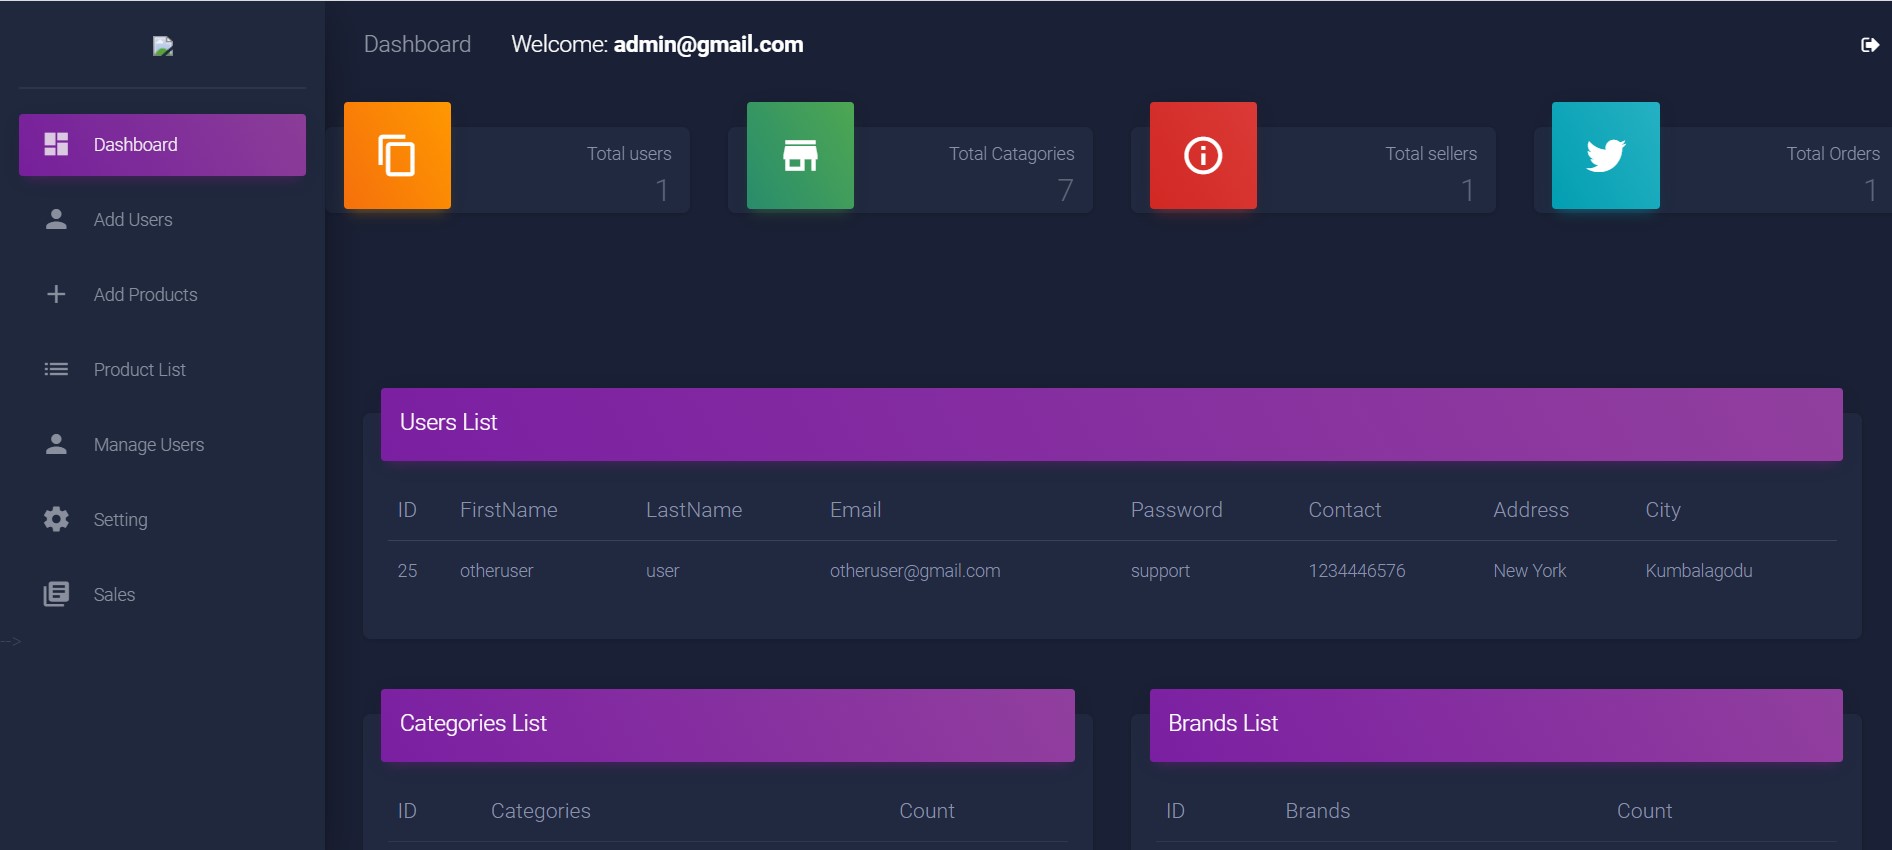 Dashboard Welcome: admin@gmail.com
Dashboard
Add Users
Add Products
Product List
Manage Users
Setting
Sales
-->
Total users
1
Total Catagories
7
Total sellers
1
Total Orders
1
Users List
ID FirstName LastName Email Password Contact Address City
25 otheruser user otheruser@gmail.com support 1234446576 New York Kumbalagodu
Categories List
ID Categories Count
Brands List
ID Brands Count